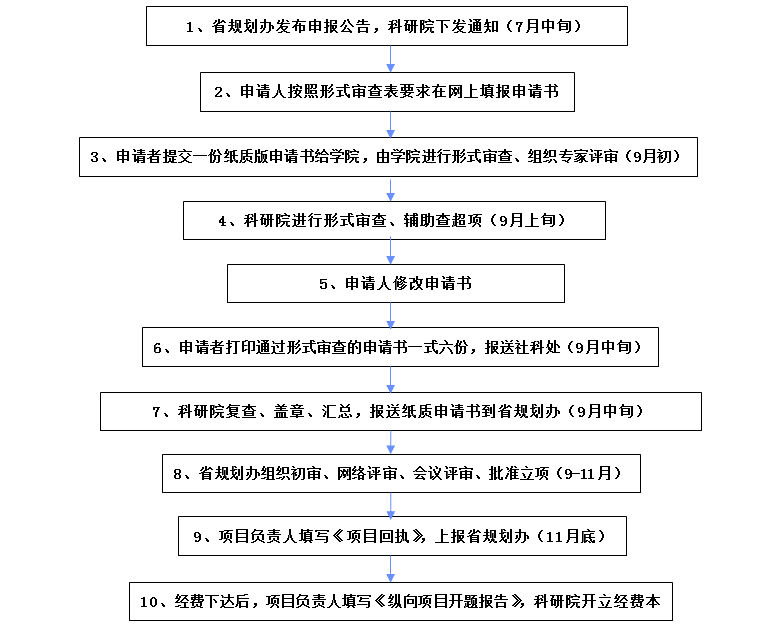 1、省规划办发布申报公告，科研院下发通知（7月中旬）
2、申请人按照形式审查表要求在网上填报申请书
3、申请者提交一份纸质版申请书给学院，由学院进行形式审查、组织专家评审（9月初）
4、科研院进行形式审查、辅助查超项（9月上旬）
5、申请人修改申请书
6、申请者打印通过形式审查的申请书一式六份，报送社科处（9月中旬）
7、科研院复查、盖章、汇总，报送纸质申请书到省规划办（9月中旬）
8、省规划办组织初审、网络评审、会议评审、批准立项（9-11月）
9、项目负责人填写《项目回执》，上报省规划办（11月底）
10、经费下达后，项目负责人填写《纵向项目开题报告》，科研院开立经费本